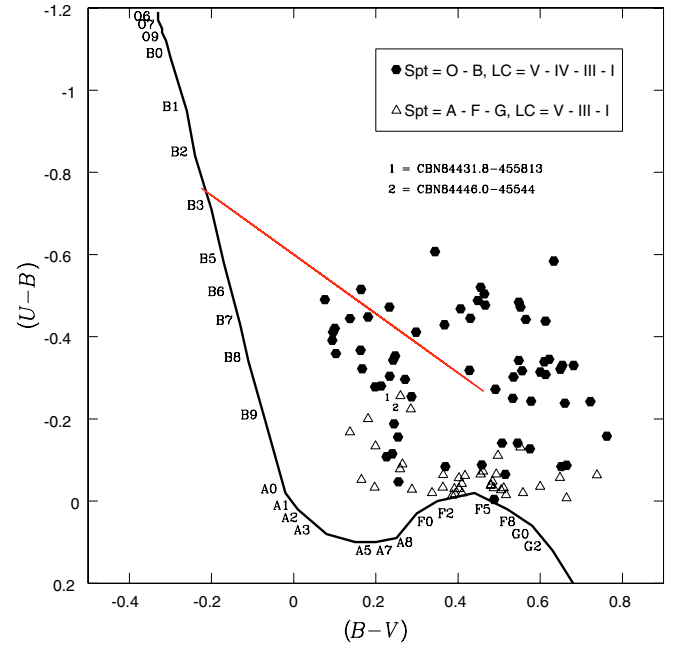 -1.2
-1
-0.8
-0.6
-0.4
-0.2
0
0.2
(U−B)
-0.4
-0.2
0
0.2
0.4
0.6
0.8
(B−V)
Spt = O - B, LC = V - IV - III - I
Spt = A - F - G, LC = V - III - I
1 = CBN84431.8−455813
2 = CBN84446.0−45544
O6
O7
O9
B0
B1
B2
B3
B5
B6
B7
B8
B9
A0
A1
A2
A3
A5
A7
A8
F0
F2
F5
F8
G0
G2
1
2